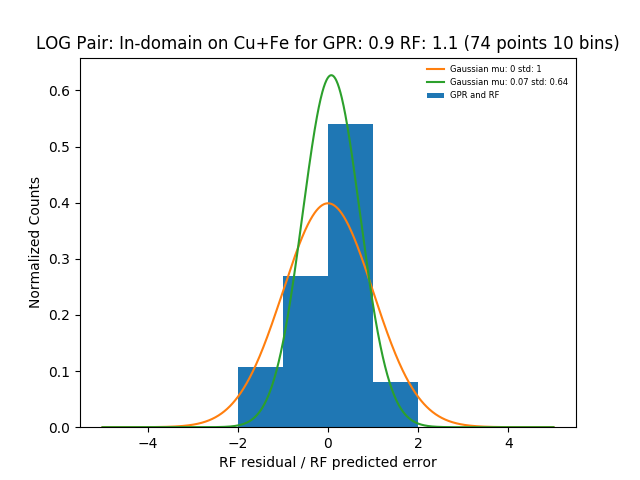 LOG Pair: In-domain on Cu+Fe for GPR: 0.9 RF: 1.1 (74 points 10 bins)
Gaussian mu: 0 std: 1
Gaussian mu: 0.07 std: 0.64
GPR and RF
Normalized Counts
0.6
0.5
0.4
0.3
0.2
0.1
0.0
−4
−2
0
2
4
RF residual / RF predicted error